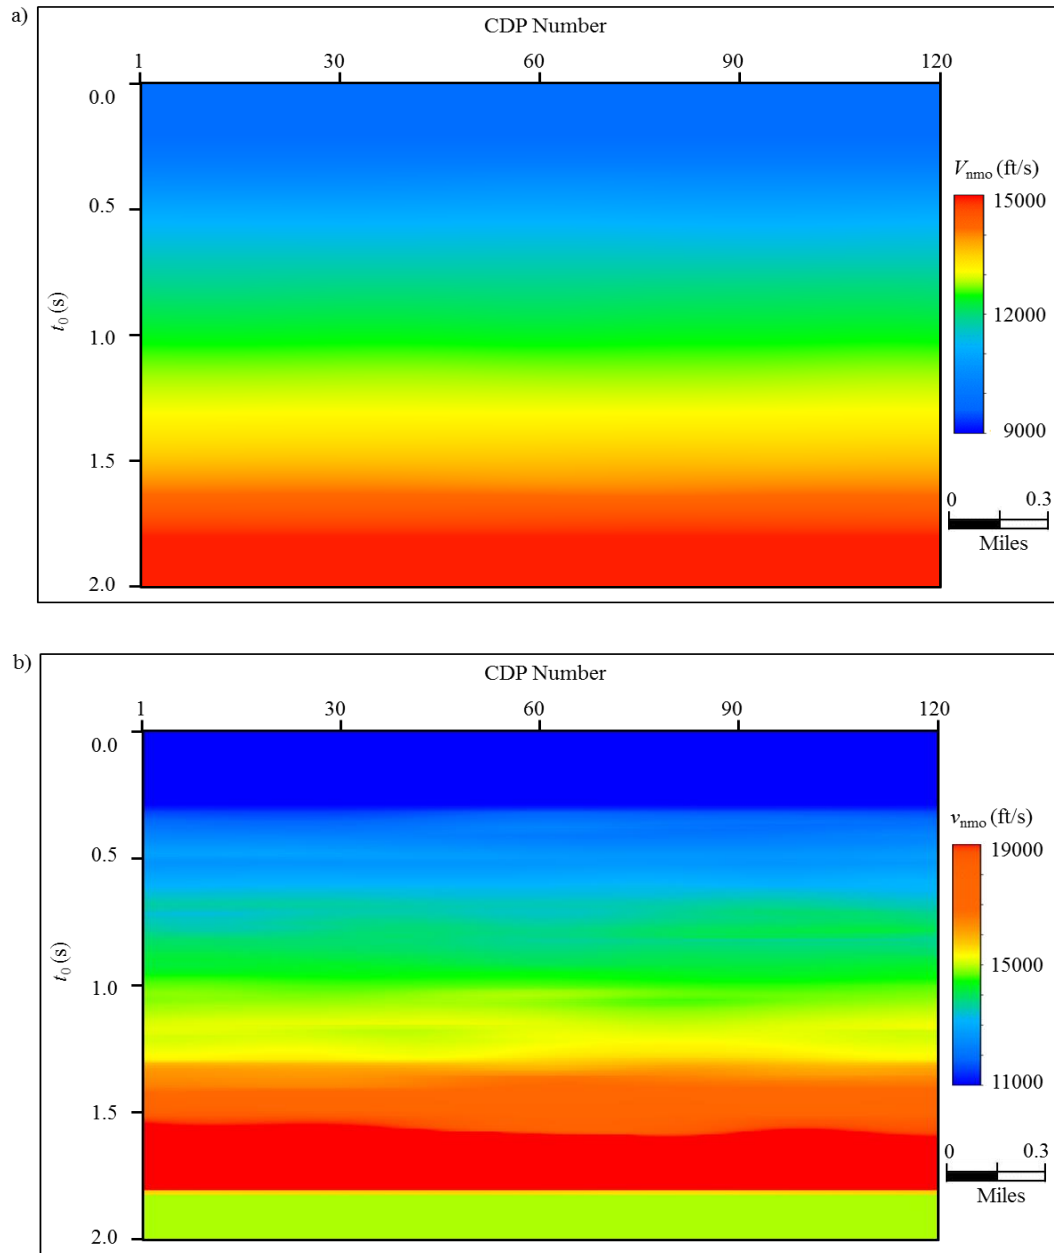 a)
CDP Number
1 30 60 90 120
0.0
0.5
1.0
1.5
2.0
t₀ (s)
Vnmo (ft/s)
15000
12000
9000
0 0.3
Miles
b)
CDP Number
1 30 60 90 120
0.0
0.5
1.0
1.5
2.0
t₀ (s)
vnmo (ft/s)
19000
15000
11000
0 0.3
Miles